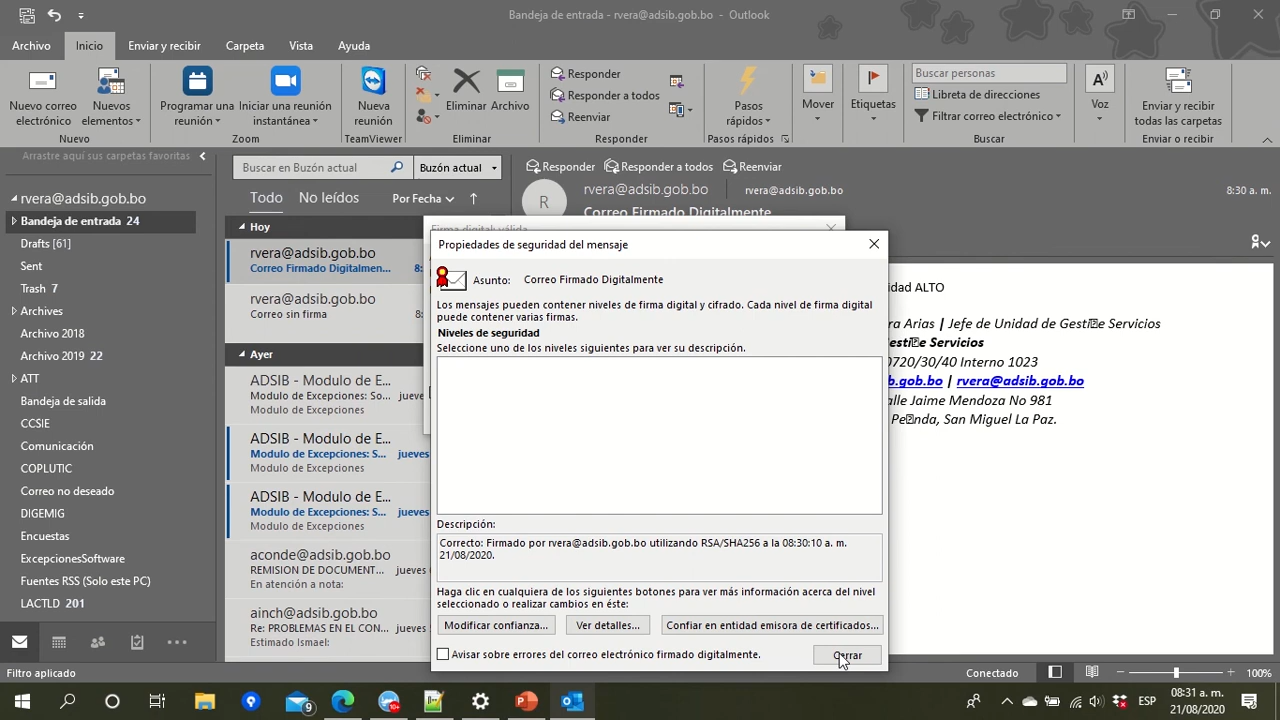 Bandeja de entrada - rvera@adsib.gob.bo - Outlook
Archivo Inicio Enviar y recibir Carpeta Vista Ayuda
Nuevo correo electrónico
Nuevos elementos
Nuevo
Programar una reunión
Iniciar una reunión instantánea
Zoom
Nueva reunión
TeamViewer
Eliminar
Archivo
Eliminar
Responder
Responder a todos
Reenviar
Responder
Pasos rápidos
Pasos rápidos
Mover
Etiquetas
Buscar personas
Libreta de direcciones
Filtrar correo electrónico
Buscar
Voz
Enviar y recibir todas las carpetas
Enviar o recibir
Arrastre aquí sus carpetas favoritas
rvera@adsib.gob.bo
Bandeja de entrada 24
Drafts [61]
Sent
Trash 7
Archives
Archivo 2018
Archivo 2019 22
ATT
Bandeja de salida
CCSIE
Comunicación
COPLUTIC
Correo no deseado
DIGEMIG
Encuestas
ExcepcionesSoftware
Fuentes RSS (Solo este PC)
LACTLD 201
Buscar en Buzón actual
Buzón actual
Todo No leídos Por Fecha
Hoy
rvera@adsib.gob.bo
Correo Firmado Digitalmen... 8:
rvera@adsib.gob.bo
Correo sin firma 8:
Ayer
ADSIB - Modulo de E...
Modulo de Excepciones: So... jueves
Modulo de Excepciones
ADSIB - Modulo de E...
Modulo de Excepciones: S... jueves
Modulo de Excepciones
ADSIB - Modulo de E...
Modulo de Excepciones: S... jueves
Modulo de Excepciones
aconde@adsib.gob.bo
REMISION DE DOCUMENT... jueves
En atención a nota:
ainch@adsib.gob.bo
Re: PROBLEMAS EN EL CON... jueves
Estimado Ismael:
Responder Responder a todos Reenviar
R
rvera@adsib.gob.bo rvera@adsib.gob.bo 8:30 a. m.
Correo Firmado Digitalmente
Firma digital: válida
idad ALTO
ra Arias | Jefe de Unidad de Gesti e Servicios
Gesti e Servicios
0720/30/40 Interno 1023
b.gob.bo | rvera@adsib.gob.bo
alle Jaime Mendoza No 981
Pe nda, San Miguel La Paz.
Propiedades de seguridad del mensaje
Asunto: Correo Firmado Digitalmente
Los mensajes pueden contener niveles de firma digital y cifrado. Cada nivel de firma digital
puede contener varias firmas.
Niveles de seguridad
Seleccione uno de los niveles siguientes para ver su descripción.
Descripción:
Correcto: Firmado por rvera@adsib.gob.bo utilizando RSA/SHA256 a la 08:30:10 a. m.
21/08/2020.
Haga clic en cualquiera de los siguientes botones para ver más información acerca del nivel
seleccionado o realizar cambios en éste:
Modificar confianza... Ver detalles... Confiar en entidad emisora de certificados...
Avisar sobre errores del correo electrónico firmado digitalmente.
Cerrar
Filtro aplicado
Conectado
100%
ESP
08:31 a. m.
21/08/2020